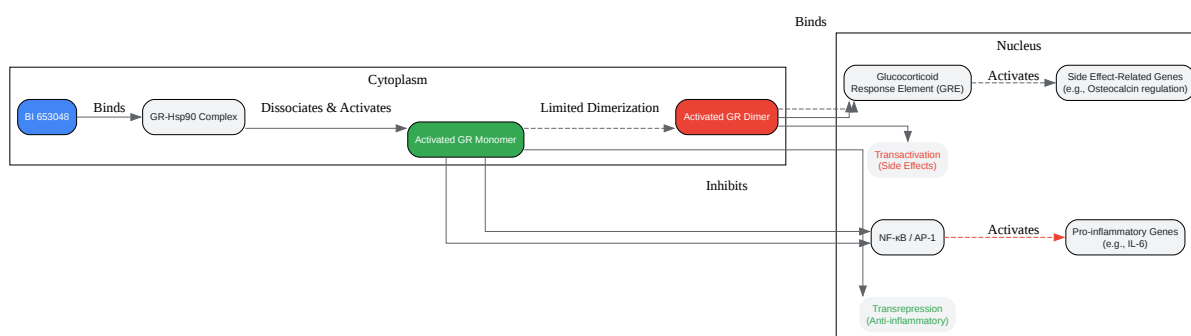 Binds
Nucleus
Cytoplasm
Glucocorticoid
Response Element (GRE)
Activates
Side Effect-Related Genes
(e.g., Osteocalcin regulation)
BI 653048
Binds
GR-Hsp90 Complex
Dissociates & Activates
Activated GR Monomer
Limited Dimerization
Activated GR Dimer
Transactivation
(Side Effects)
Inhibits
NF-κB / AP-1
Activates
Pro-inflammatory Genes
(e.g., IL-6)
Transrepression
(Anti-inflammatory)